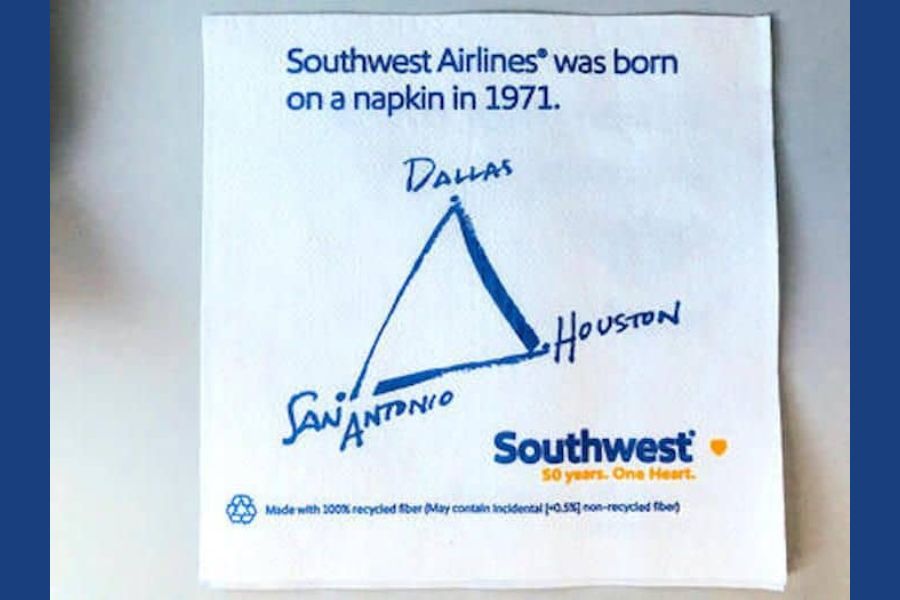 Southwest Airlines® was born
on a napkin in 1971.
DALLAS
HOUSTON
SAN ANTONIO
Southwest®
50 years. One Heart.
Made with 100% recycled fiber (May contain incidental [<0.5%] non-recycled fiber)